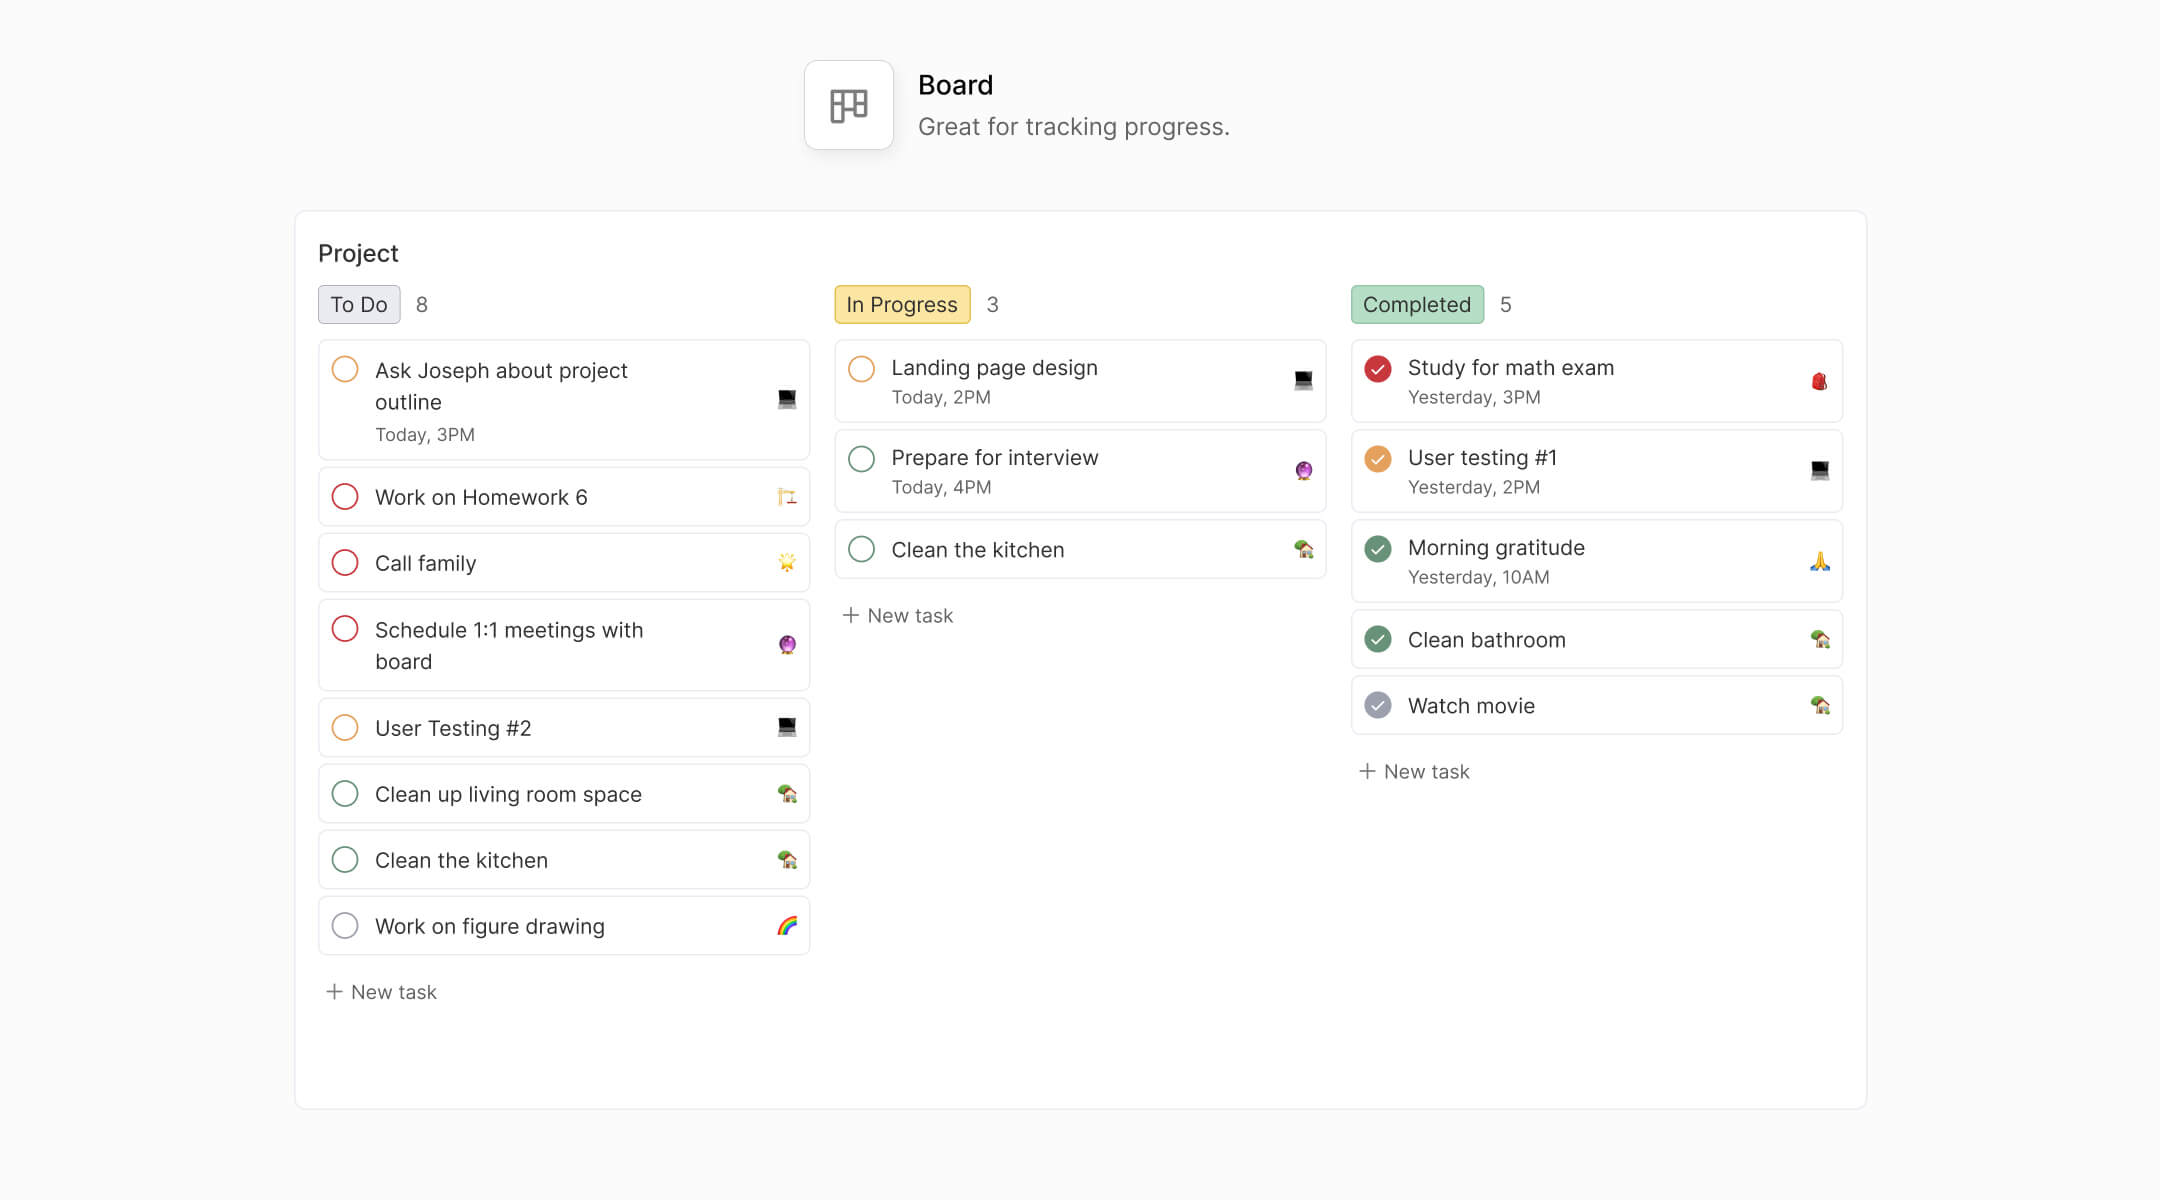 Board
Great for tracking progress.
Project
To Do 8
Ask Joseph about project
outline
Today, 3PM
Work on Homework 6
Call family
Schedule 1:1 meetings with
board
User Testing #2
Clean up living room space
Clean the kitchen
Work on figure drawing
+ New task
In Progress 3
Landing page design
Today, 2PM
Prepare for interview
Today, 4PM
Clean the kitchen
+ New task
Completed 5
Study for math exam
Yesterday, 3PM
User testing #1
Yesterday, 2PM
Morning gratitude
Yesterday, 10AM
Clean bathroom
Watch movie
+ New task